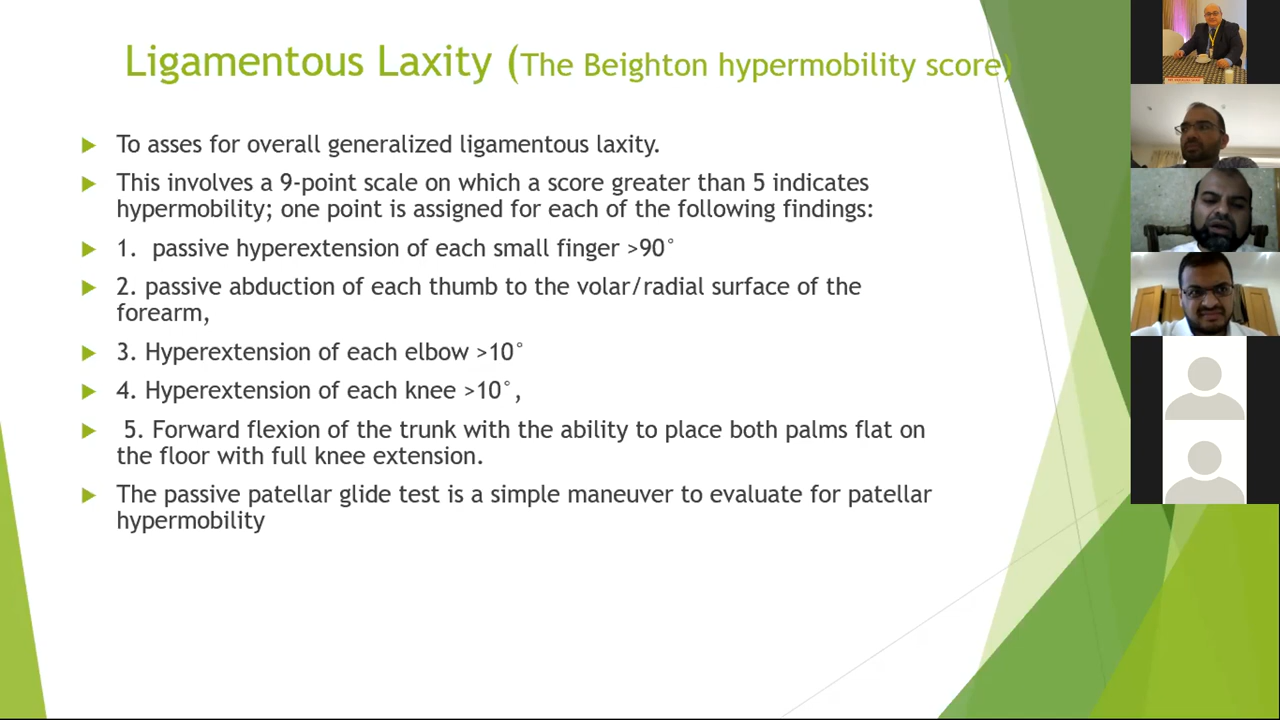 Ligamentous Laxity (The Beighton hypermobility score)
To asses for overall generalized ligamentous laxity.
This involves a 9-point scale on which a score greater than 5 indicates
hypermobility; one point is assigned for each of the following findings:
1. passive hyperextension of each small finger >90°
2. passive abduction of each thumb to the volar/radial surface of the
forearm,
3. Hyperextension of each elbow >10°
4. Hyperextension of each knee >10°,
5. Forward flexion of the trunk with the ability to place both palms flat on
the floor with full knee extension.
The passive patellar glide test is a simple maneuver to evaluate for patellar
hypermobility